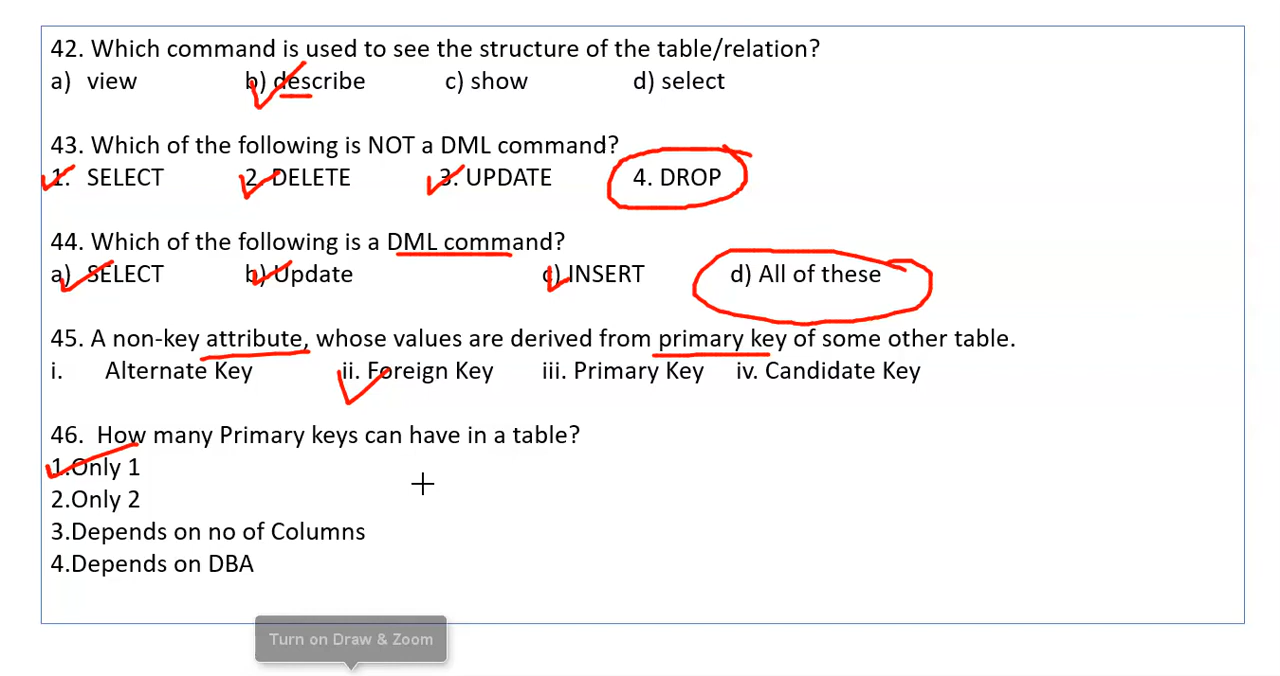 42. Which command is used to see the structure of the table/relation?
a) view b) describe c) show d) select
43. Which of the following is NOT a DML command?
1. SELECT 2. DELETE 3. UPDATE 4. DROP
44. Which of the following is a DML command?
a) SELECT b) Update c) INSERT d) All of these
45. A non-key attribute, whose values are derived from primary key of some other table.
i. Alternate Key ii. Foreign Key iii. Primary Key iv. Candidate Key
46. How many Primary keys can have in a table?
1.Only 1
2.Only 2
3.Depends on no of Columns
4.Depends on DBA
Turn on Draw & Zoom